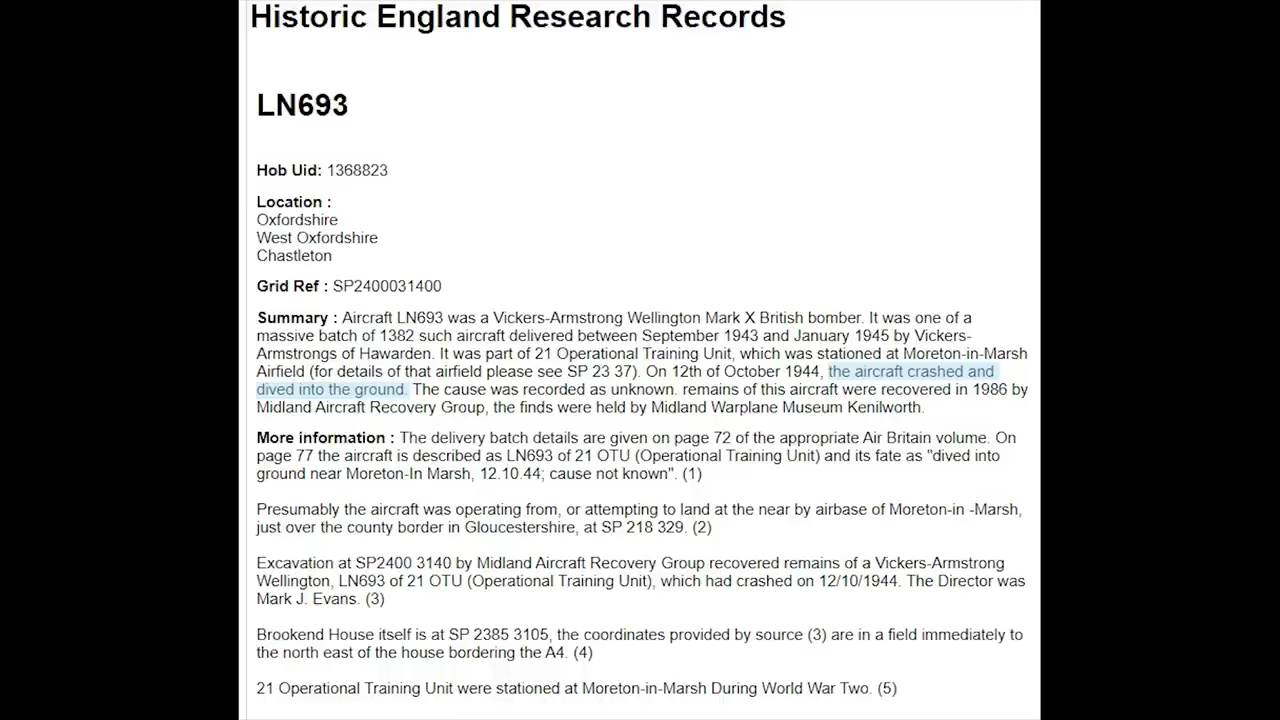 Historic England Research Records
LN693
Hob Uid: 1368823
Location :
Oxfordshire
West Oxfordshire
Chastleton
Grid Ref : SP2400031400
Summary : Aircraft LN693 was a Vickers-Armstrong Wellington Mark X British bomber. It was one of a
massive batch of 1382 such aircraft delivered between September 1943 and January 1945 by Vickers-
Armstrongs of Hawarden. It was part of 21 Operational Training Unit, which was stationed at Moreton-in-Marsh
Airfield (for details of that airfield please see SP 23 37). On 12th of October 1944, the aircraft crashed and
dived into the ground. The cause was recorded as unknown. remains of this aircraft were recovered in 1986 by
Midland Aircraft Recovery Group, the finds were held by Midland Warplane Museum Kenilworth.
More information : The delivery batch details are given on page 72 of the appropriate Air Britain volume. On
page 77 the aircraft is described as LN693 of 21 OTU (Operational Training Unit) and its fate as "dived into
ground near Moreton-In Marsh, 12.10.44; cause not known". (1)
Presumably the aircraft was operating from, or attempting to land at the near by airbase of Moreton-in -Marsh,
just over the county border in Gloucestershire, at SP 218 329. (2)
Excavation at SP2400 3140 by Midland Aircraft Recovery Group recovered remains of a Vickers-Armstrong
Wellington, LN693 of 21 OTU (Operational Training Unit), which had crashed on 12/10/1944. The Director was
Mark J. Evans. (3)
Brookend House itself is at SP 2385 3105, the coordinates provided by source (3) are in a field immediately to
the north east of the house bordering the A4. (4)
21 Operational Training Unit were stationed at Moreton-in-Marsh During World War Two. (5)